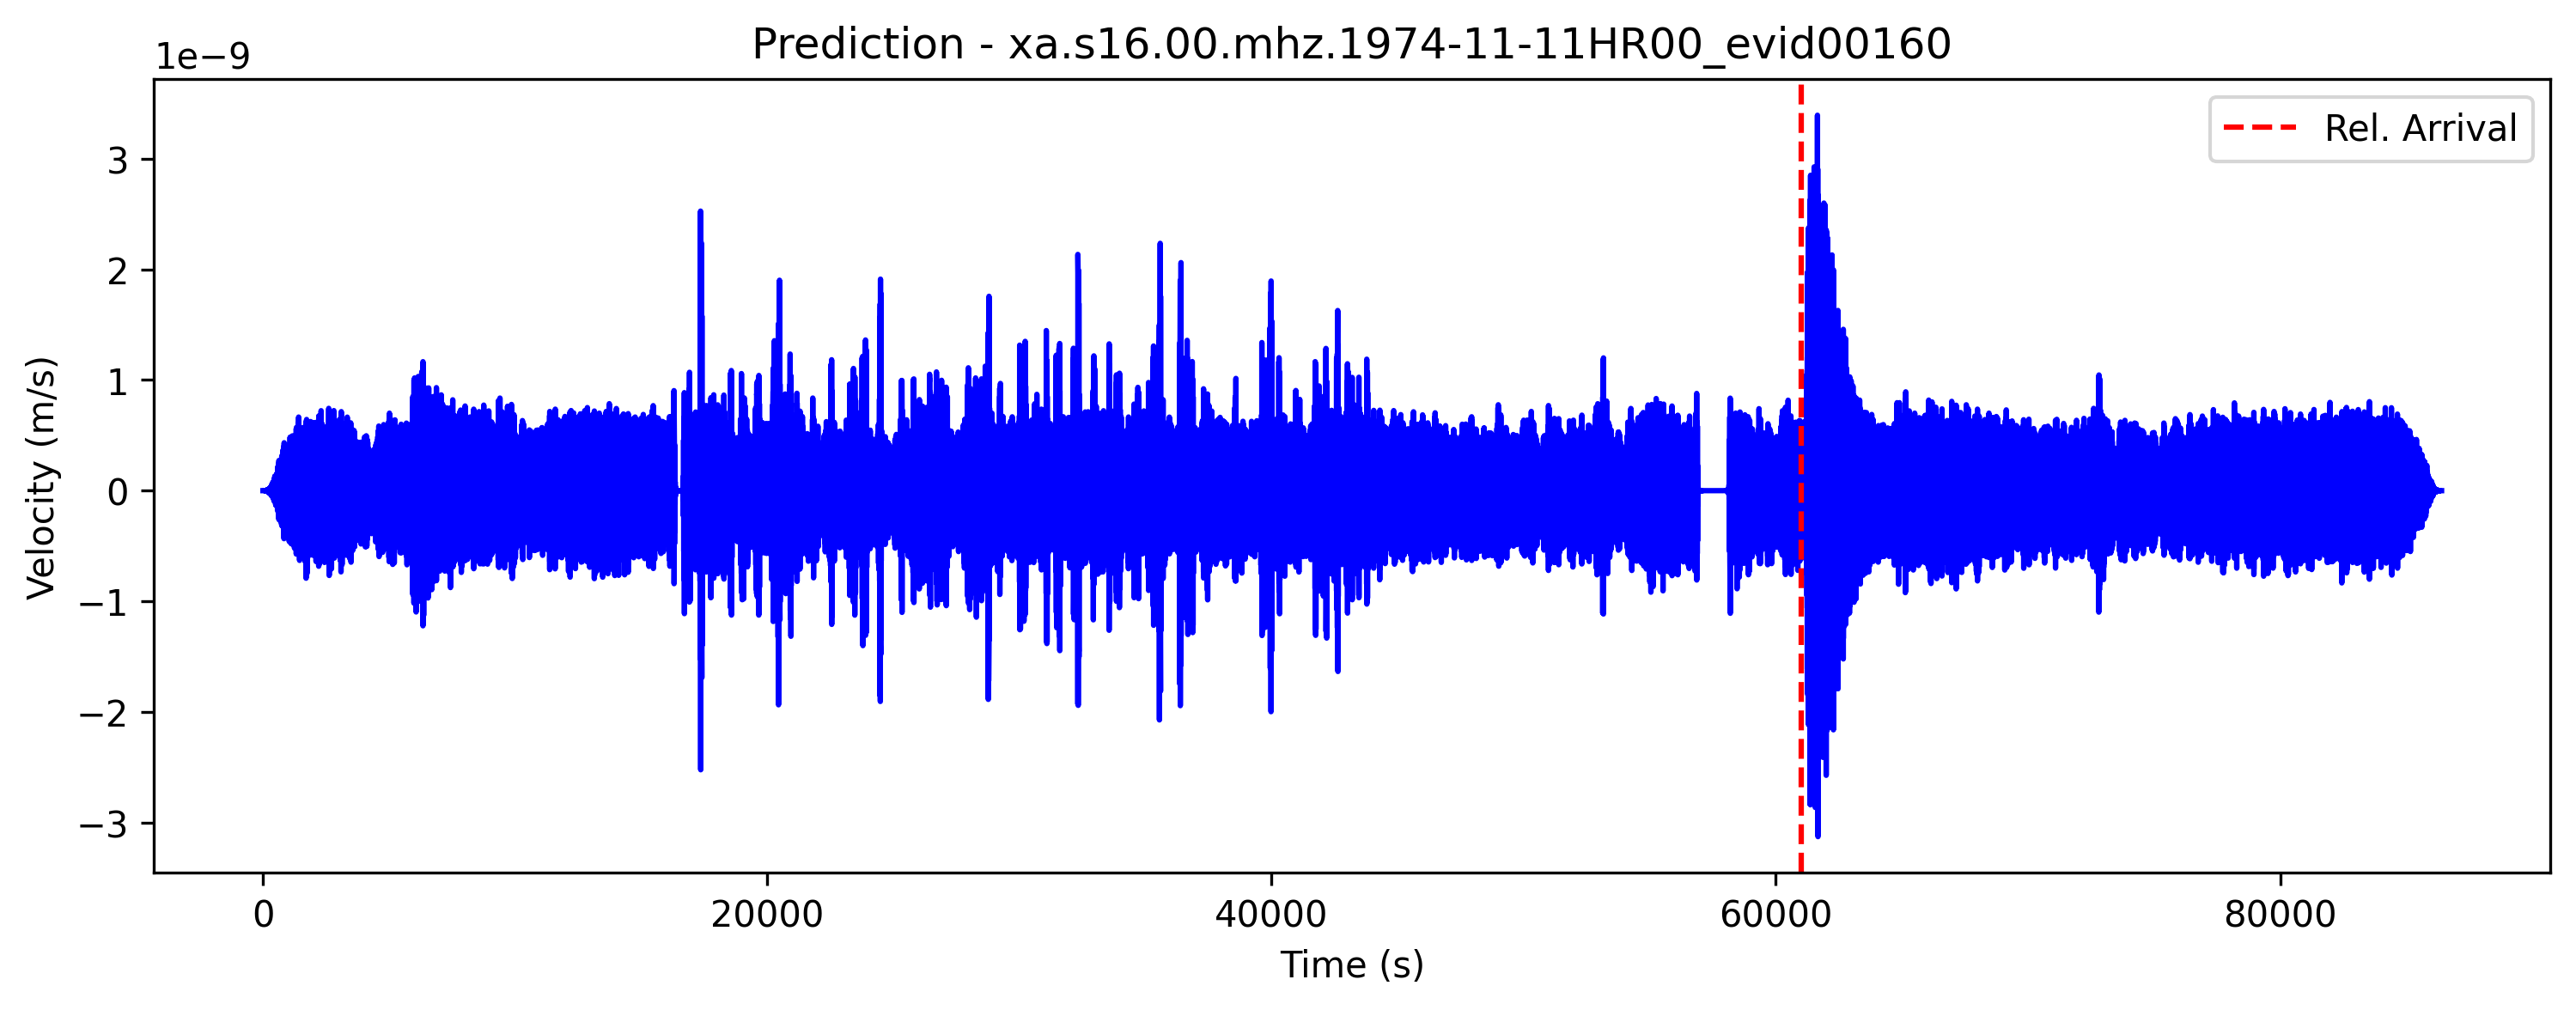 Prediction - xa.s16.00.mhz.1974-11-11HR00_evid00160
1e−9
Rel. Arrival
3
2
1
0
−1
−2
−3
Velocity (m/s)
0 20000 40000 60000 80000
Time (s)